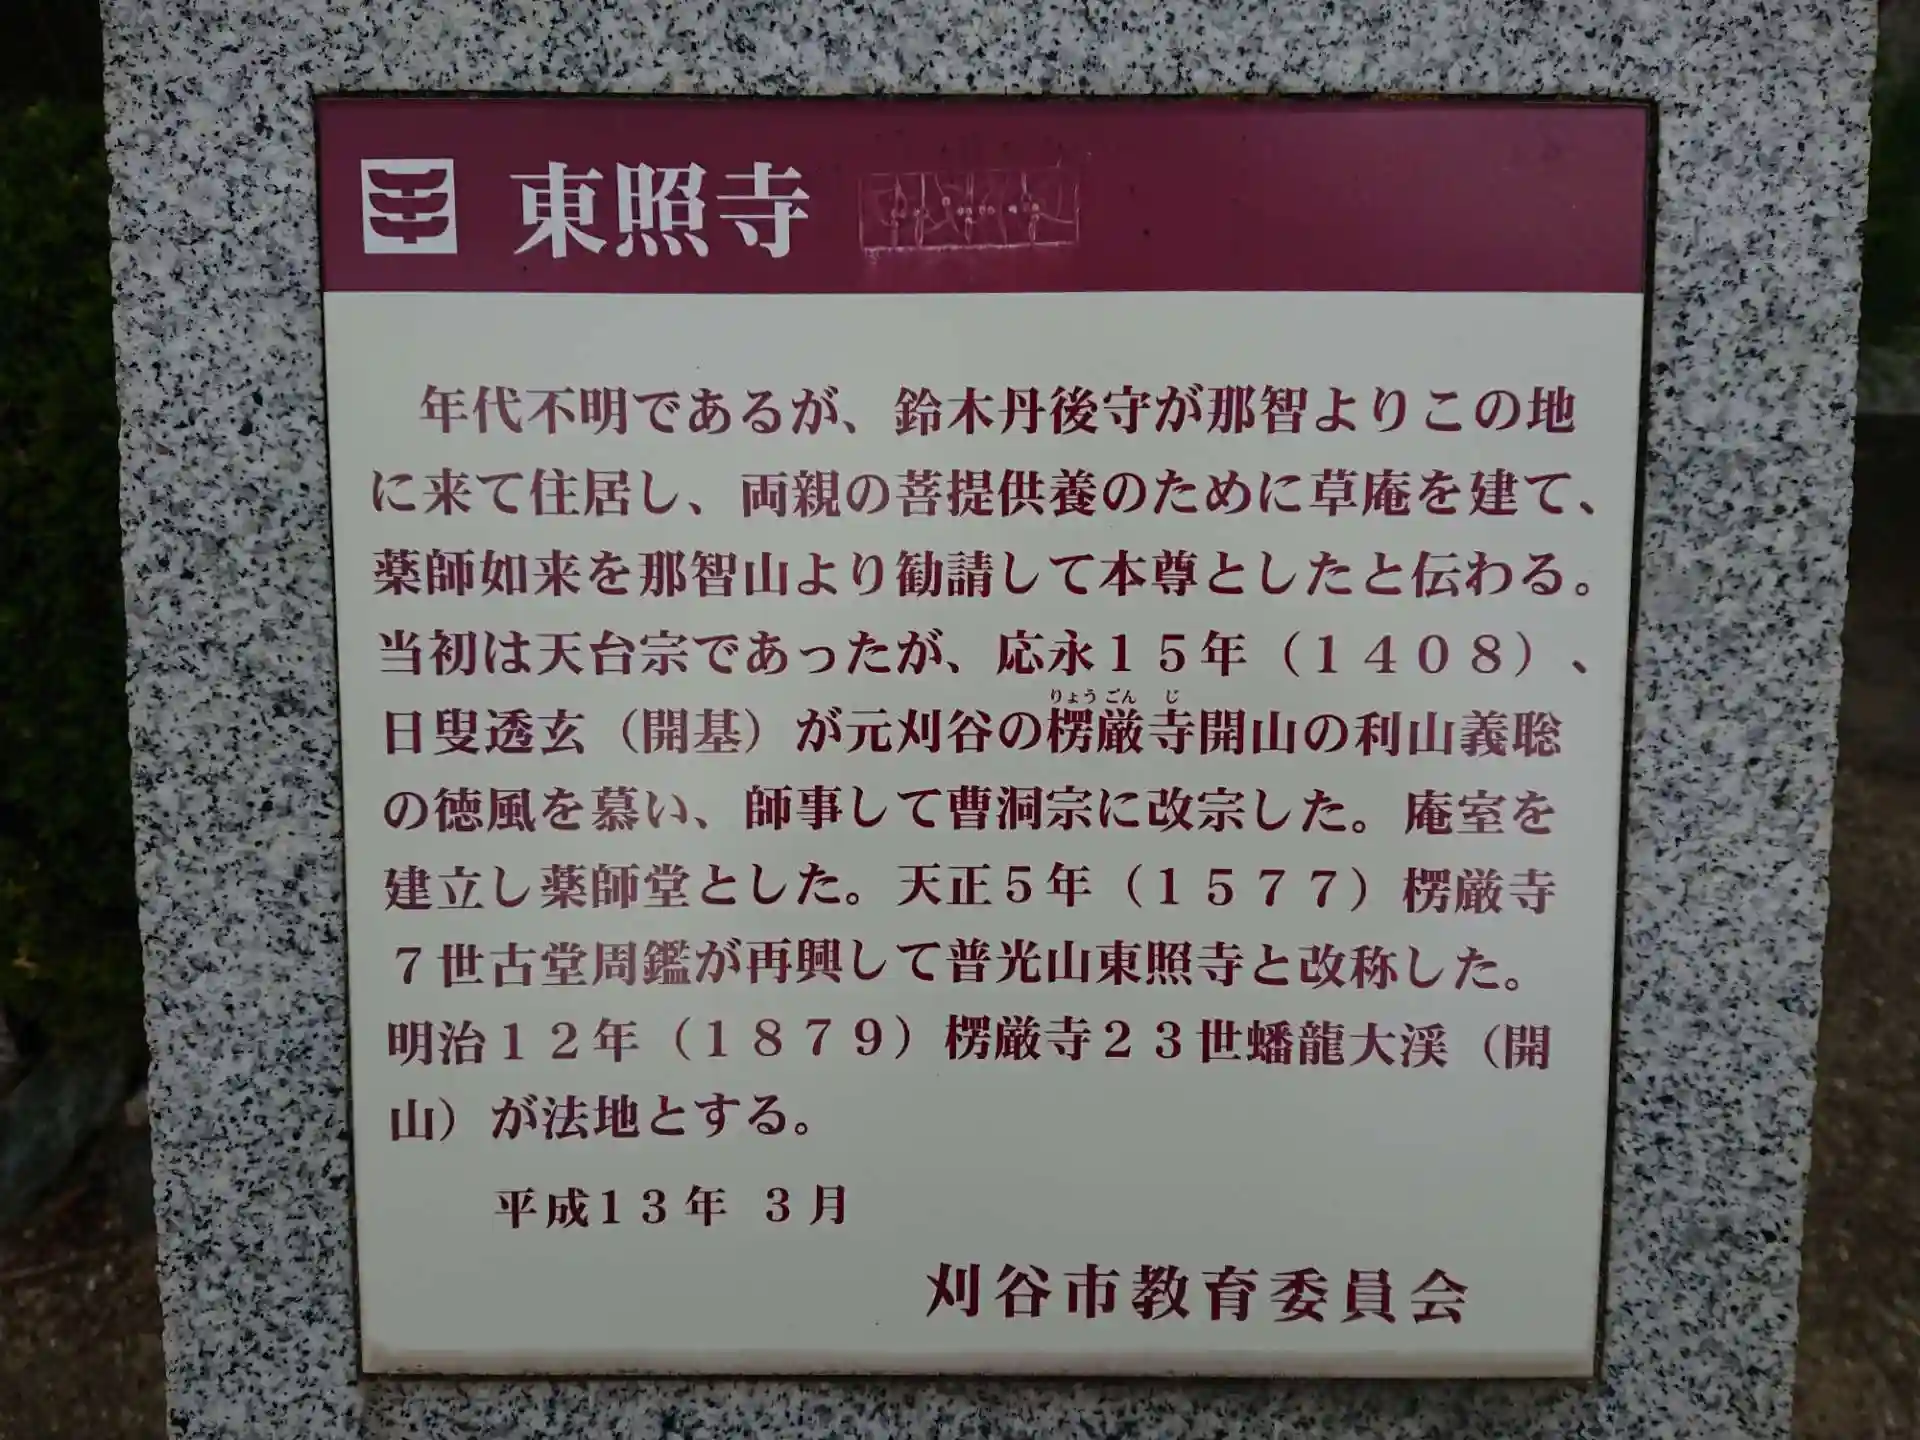 東照寺
年代不明であるが、鈴木丹後守が那智よりこの地
に来て住居し、両親の菩提供養のために草庵を建て、
薬師如来を那智山より勧請して本尊としたと伝わる。
当初は天台宗であったが、応永１５年（１４０８）、
りょう ごん じ
日叟透玄（開基）が元刈谷の楞厳寺開山の利山義聡
の徳風を慕い、師事して曹洞宗に改宗した。庵室を
建立し薬師堂とした。天正５年（１５７７）楞厳寺
７世古堂周鑑が再興して普光山東照寺と改称した。
明治１２年（１８７９）楞厳寺２３世蟠龍大渓（開
山）が法地とする。
平成１３年 ３月
刈谷市教育委員会